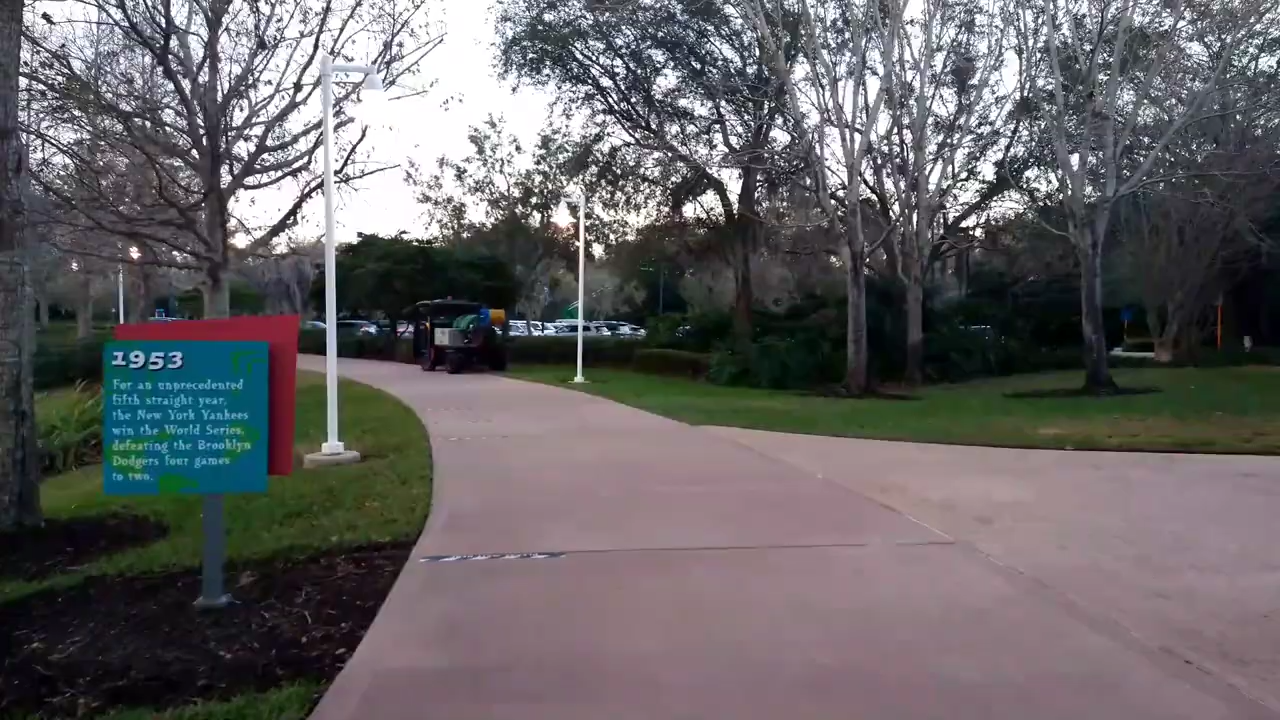 1953
For an unprecedented
fifth straight year,
the New York Yankees
win the World Series,
defeating the Brooklyn
Dodgers four games
to two.